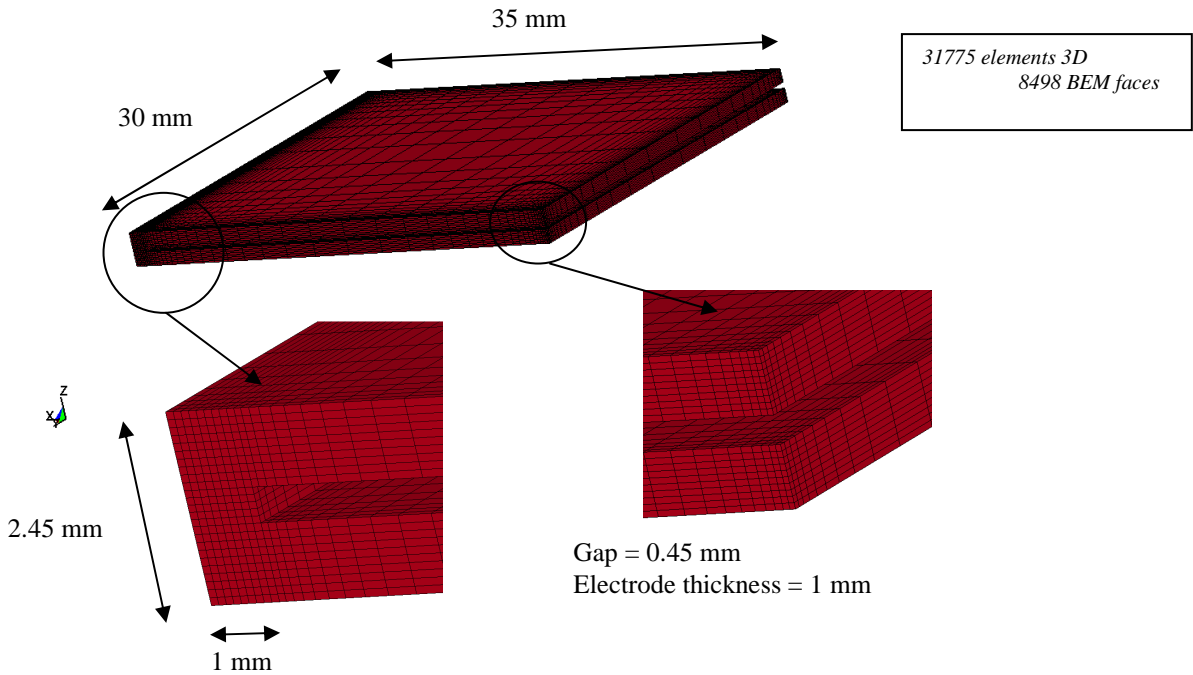 35 mm
31775 elements 3D
8498 BEM faces
30 mm
z
x
2.45 mm
Gap = 0.45 mm
Electrode thickness = 1 mm
1 mm